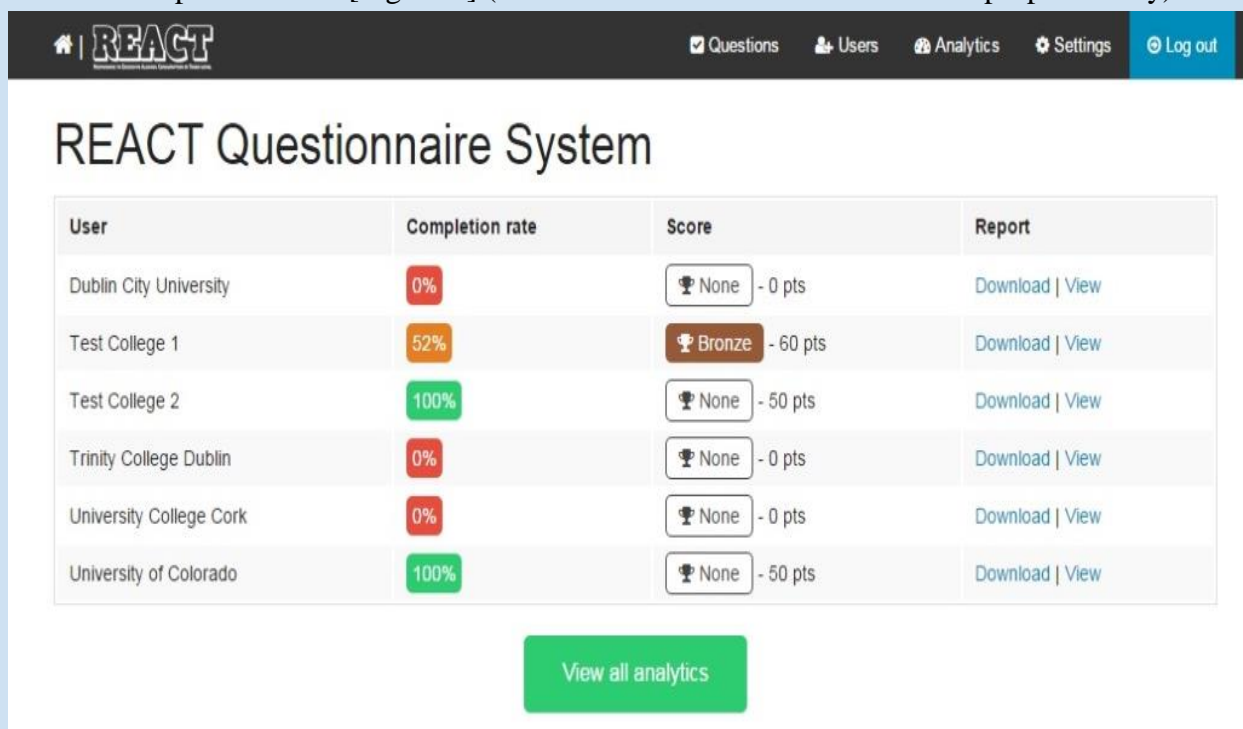 REACT
Questions Users Analytics Settings Log out
REACT Questionnaire System
User Completion rate Score Report
Dublin City University 0% None - 0 pts Download | View
Test College 1 52% Bronze - 60 pts Download | View
Test College 2 100% None - 50 pts Download | View
Trinity College Dublin 0% None - 0 pts Download | View
University College Cork 0% None - 0 pts Download | View
University of Colorado 100% None - 50 pts Download | View
View all analytics